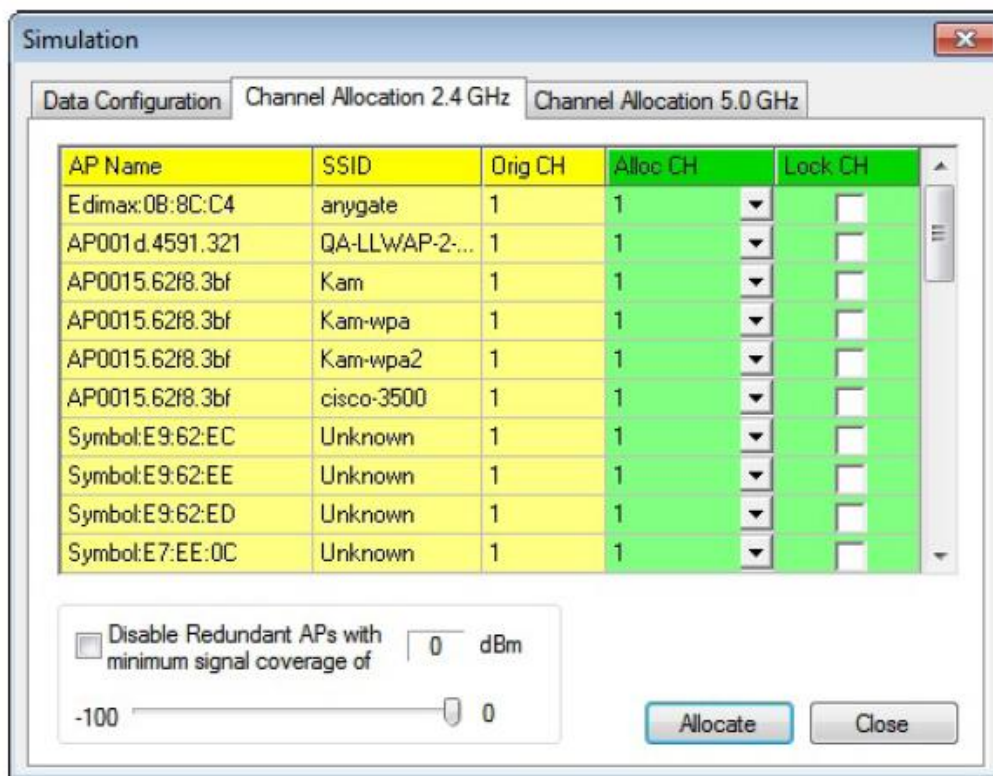 Simulation
Data Configuration Channel Allocation 2.4 GHz Channel Allocation 5.0 GHz
AP Name SSID Orig CH Alloc CH Lock CH
Edimax:0B:8C:C4 anygate 1 1
AP001d.4591.321 QA-LLWAP-2-... 1 1
AP0015.62f8.3bf Kam 1 1
AP0015.62f8.3bf Kam-wpa 1 1
AP0015.62f8.3bf Kam-wpa2 1 1
AP0015.62f8.3bf cisco-3500 1 1
Symbol:E9:62:EC Unknown 1 1
Symbol:E9:62:EE Unknown 1 1
Symbol:E9:62:ED Unknown 1 1
Symbol:E7:EE:0C Unknown 1 1
Disable Redundant APs with
minimum signal coverage of 0 dBm
-100 0
Allocate Close